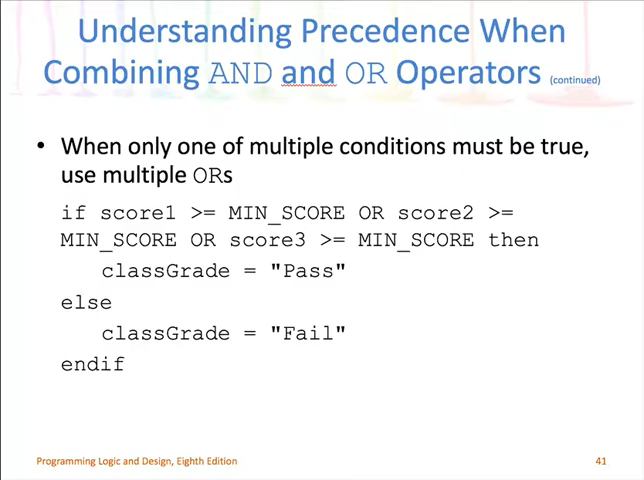 Understanding Precedence When
Combining AND and OR Operators (continued)
• When only one of multiple conditions must be true,
use multiple ORs
if score1 >= MIN_SCORE OR score2 >=
MIN_SCORE OR score3 >= MIN_SCORE then
classGrade = "Pass"
else
classGrade = "Fail"
endif
Programming Logic and Design, Eighth Edition
41